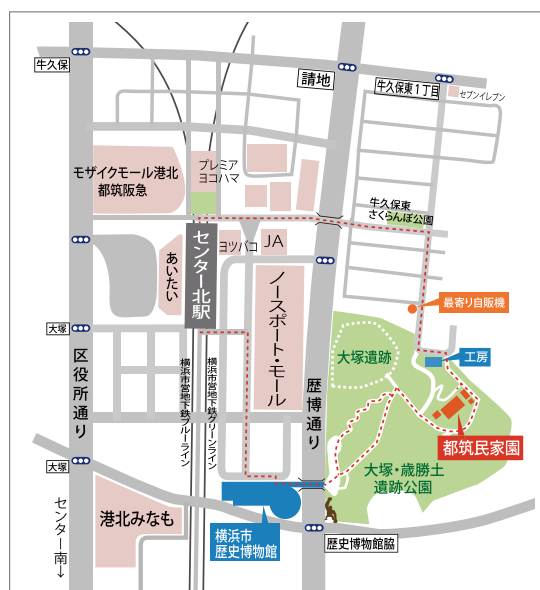 牛久保
請地
牛久保東1丁目
セブンイレブン
モザイクモール港北
都筑阪急
プレミア
ヨコハマ
牛久保東
さくらんぼ公園
センター北駅
ヨツバコ
JA
あいたい
ノースポート・モール
最寄り自販機
大塚
大塚遺跡
工房
区役所通り
横浜市営地下鉄ブルーライン
横浜市営地下鉄グリーンライン
歴博通り
都筑民家園
大塚
大塚・歳勝土
遺跡公園
センター南→
港北みなも
横浜市
歴史博物館
歴史博物館脇